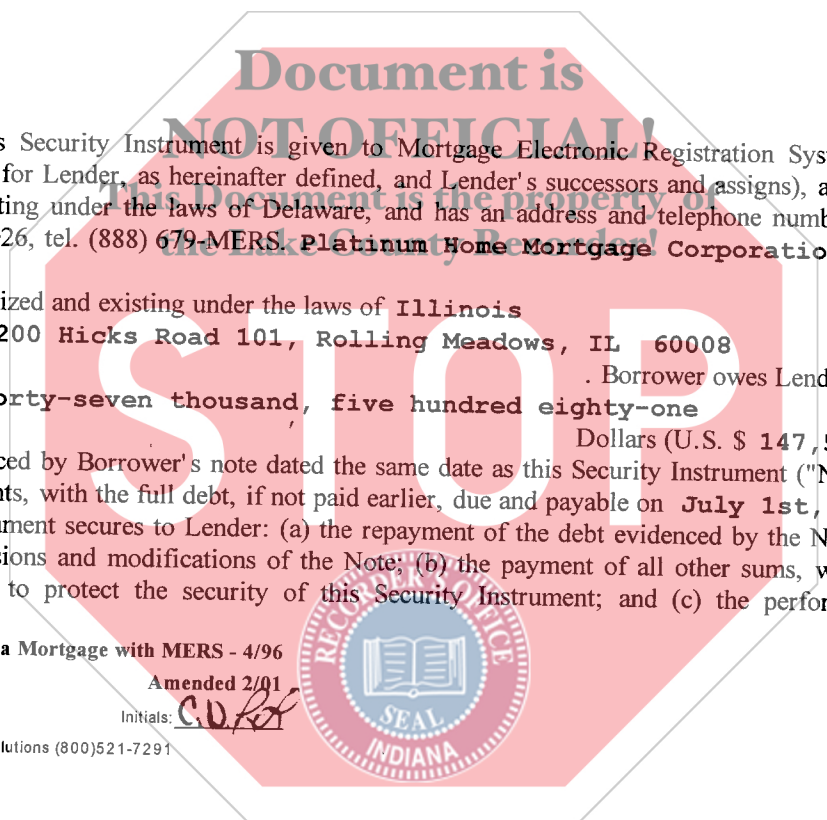 Document is
NOT OFFICIAL!
This Document is the property of
the Lake County Recorder!
s Security Instrument is given to Mortgage Electronic Registration Sys
for Lender, as hereinafter defined, and Lender's successors and assigns), a
ting under the laws of Delaware, and has an address and telephone numb
26, tel. (888) 679-MERS. Platinum Home Mortgage Corporatio
ized and existing under the laws of Illinois
200 Hicks Road 101, Rolling Meadows, IL 60008
. Borrower owes Lend
orty-seven thousand, five hundred eighty-one
Dollars (U.S. $ 147,5
ced by Borrower's note dated the same date as this Security Instrument ("N
nts, with the full debt, if not paid earlier, due and payable on July 1st,
ument secures to Lender: (a) the repayment of the debt evidenced by the N
sions and modifications of the Note; (b) the payment of all other sums, w
to protect the security of this Security Instrument; and (c) the perfor
a Mortgage with MERS - 4/96
Amended 2/01
Initials:
lutions (800)521-7291
STOP
RECORDER'S OFFICE
SEAL
INDIANA